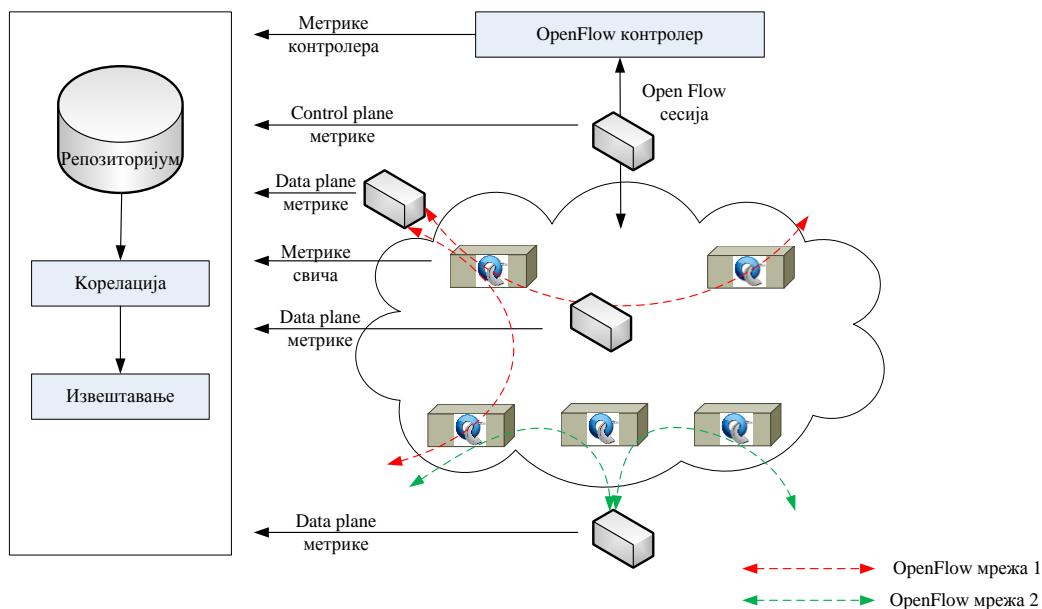 Метрике
контролера
OpenFlow контролер
Open Flow
сесија
Control plane
метрике
Репозиторијум
Data plane
метрике
Метрике
свича
Корелација
Data plane
метрике
Извештавање
Data plane
метрике
OpenFlow мрежа 1
OpenFlow мрежа 2